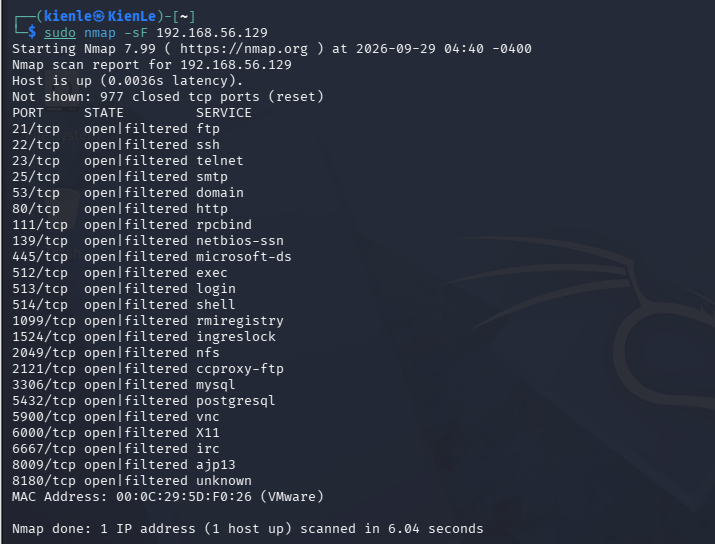 ┌──(kienle㉿KienLe)-[~]
└─$ sudo nmap -sF 192.168.56.129
Starting Nmap 7.99 ( https://nmap.org ) at 2026-09-29 04:40 -0400
Nmap scan report for 192.168.56.129
Host is up (0.0036s latency).
Not shown: 977 closed tcp ports (reset)
PORT     STATE         SERVICE
21/tcp   open|filtered ftp
22/tcp   open|filtered ssh
23/tcp   open|filtered telnet
25/tcp   open|filtered smtp
53/tcp   open|filtered domain
80/tcp   open|filtered http
111/tcp  open|filtered rpcbind
139/tcp  open|filtered netbios-ssn
445/tcp  open|filtered microsoft-ds
512/tcp  open|filtered exec
513/tcp  open|filtered login
514/tcp  open|filtered shell
1099/tcp open|filtered rmiregistry
1524/tcp open|filtered ingreslock
2049/tcp open|filtered nfs
2121/tcp open|filtered ccproxy-ftp
3306/tcp open|filtered mysql
5432/tcp open|filtered postgresql
5900/tcp open|filtered vnc
6000/tcp open|filtered X11
6667/tcp open|filtered irc
8009/tcp open|filtered ajp13
8180/tcp open|filtered unknown
MAC Address: 00:0C:29:5D:F0:26 (VMware)

Nmap done: 1 IP address (1 host up) scanned in 6.04 seconds